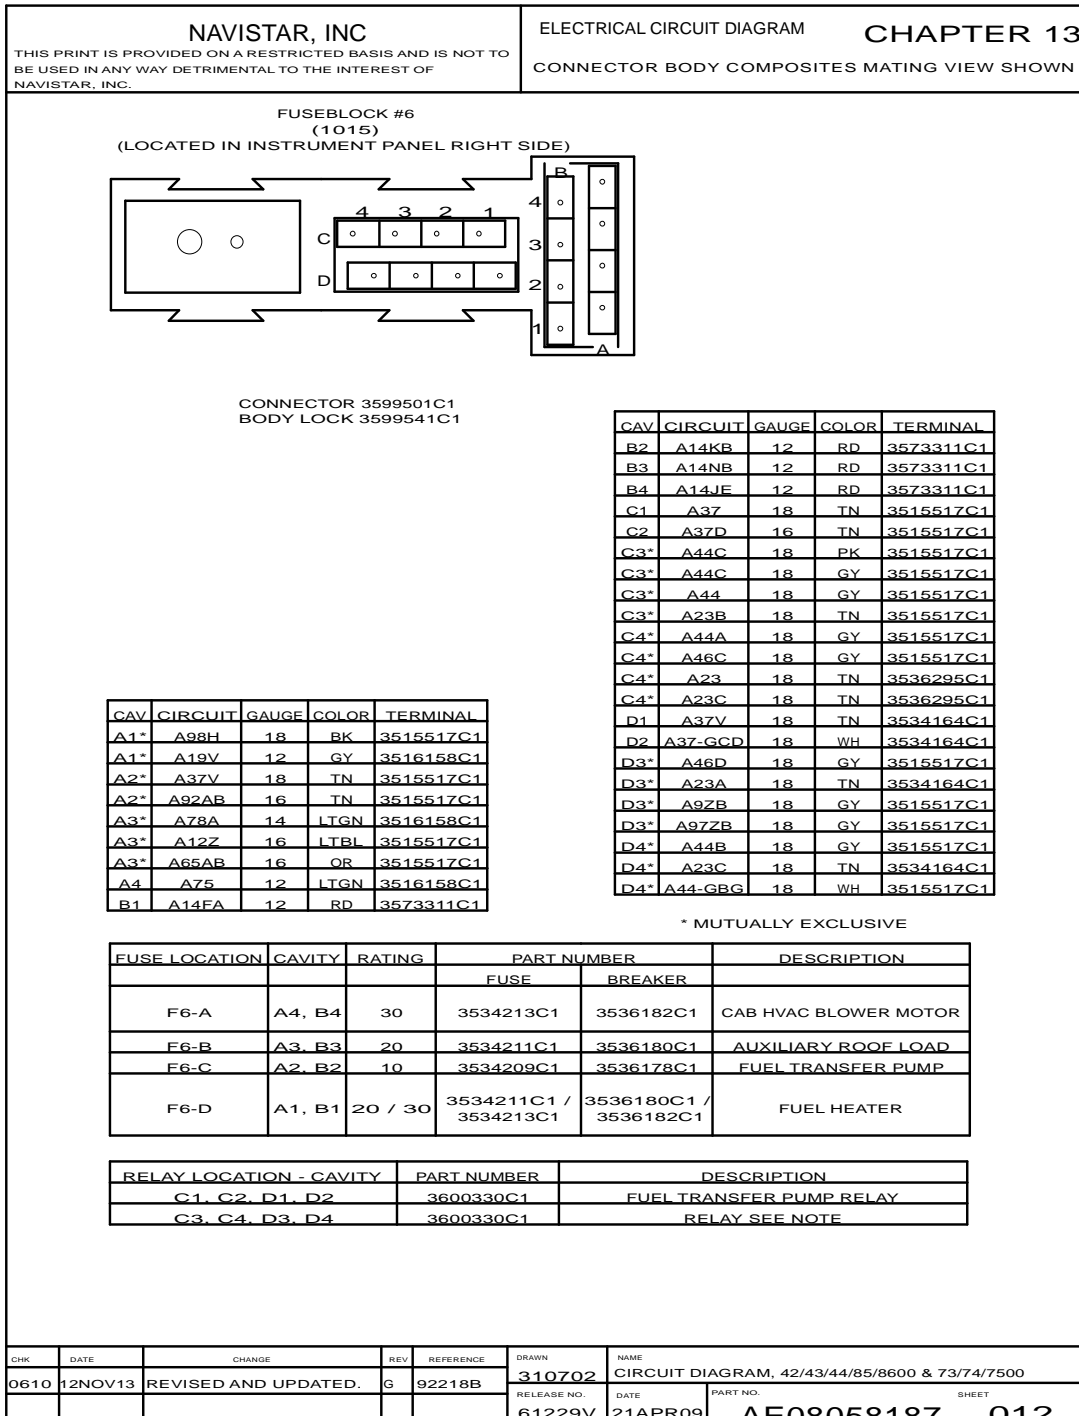 NAVISTAR, INC
THIS PRINT IS PROVIDED ON A RESTRICTED BASIS AND IS NOT TO
BE USED IN ANY WAY DETRIMENTAL TO THE INTEREST OF
NAVISTAR, INC.
ELECTRICAL CIRCUIT DIAGRAM CHAPTER 13
CONNECTOR BODY COMPOSITES MATING VIEW SHOWN
FUSEBLOCK #6
(1015)
(LOCATED IN INSTRUMENT PANEL RIGHT SIDE)
B
4 3 2 1 4
C 3
D 2
1
A
CONNECTOR 3599501C1
BODY LOCK 3599541C1
CAV CIRCUIT GAUGE COLOR TERMINAL
B2 A14KB 12 RD 3573311C1
B3 A14NB 12 RD 3573311C1
B4 A14JE 12 RD 3573311C1
C1 A37 18 TN 3515517C1
C2 A37D 16 TN 3515517C1
C3* A44C 18 PK 3515517C1
C3* A44C 18 GY 3515517C1
C3* A44 18 GY 3515517C1
C3* A23B 18 TN 3515517C1
C4* A44A 18 GY 3515517C1
C4* A46C 18 GY 3515517C1
C4* A23 18 TN 3536295C1
C4* A23C 18 TN 3536295C1
D1 A37V 18 TN 3534164C1
D2 A37-GCD 18 WH 3534164C1
D3* A46D 18 GY 3515517C1
D3* A23A 18 TN 3534164C1
D3* A9ZB 18 GY 3515517C1
D3* A97ZB 18 GY 3515517C1
D4* A44B 18 GY 3515517C1
D4* A23C 18 TN 3534164C1
D4* A44-GBG 18 WH 3515517C1
CAV CIRCUIT GAUGE COLOR TERMINAL
A1* A98H 18 BK 3515517C1
A1* A19V 12 GY 3516158C1
A2* A37V 18 TN 3515517C1
A2* A92AB 16 TN 3515517C1
A3* A78A 14 LTGN 3516158C1
A3* A12Z 16 LTBL 3515517C1
A3* A65AB 16 OR 3515517C1
A4 A75 12 LTGN 3516158C1
B1 A14FA 12 RD 3573311C1
* MUTUALLY EXCLUSIVE
FUSE LOCATION CAVITY RATING PART NUMBER DESCRIPTION
FUSE BREAKER
F6-A A4, B4 30 3534213C1 3536182C1 CAB HVAC BLOWER MOTOR
F6-B A3, B3 20 3534211C1 3536180C1 AUXILIARY ROOF LOAD
F6-C A2, B2 10 3534209C1 3536178C1 FUEL TRANSFER PUMP
F6-D A1, B1 20 / 30 3534211C1 / 3534213C1 3536180C1 / 3536182C1 FUEL HEATER
RELAY LOCATION - CAVITY PART NUMBER DESCRIPTION
C1, C2, D1, D2 3600330C1 FUEL TRANSFER PUMP RELAY
C3, C4, D3, D4 3600330C1 RELAY SEE NOTE
CHK DATE CHANGE REV REFERENCE DRAWN NAME
0610 12NOV13 REVISED AND UPDATED. G 92218B 310702 CIRCUIT DIAGRAM, 42/43/44/85/8600 & 73/74/7500
RELEASE NO. DATE PART NO. SHEET
61229V 21APR09 AE08058187 012